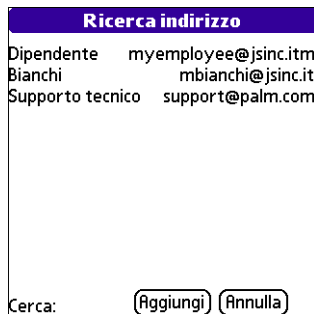 Ricerca indirizzo
Dipendente myemployee@jsinc.itm
Bianchi mbianchi@jsinc.it
Supporto tecnico support@palm.com
Cerca: Aggiungi Annulla